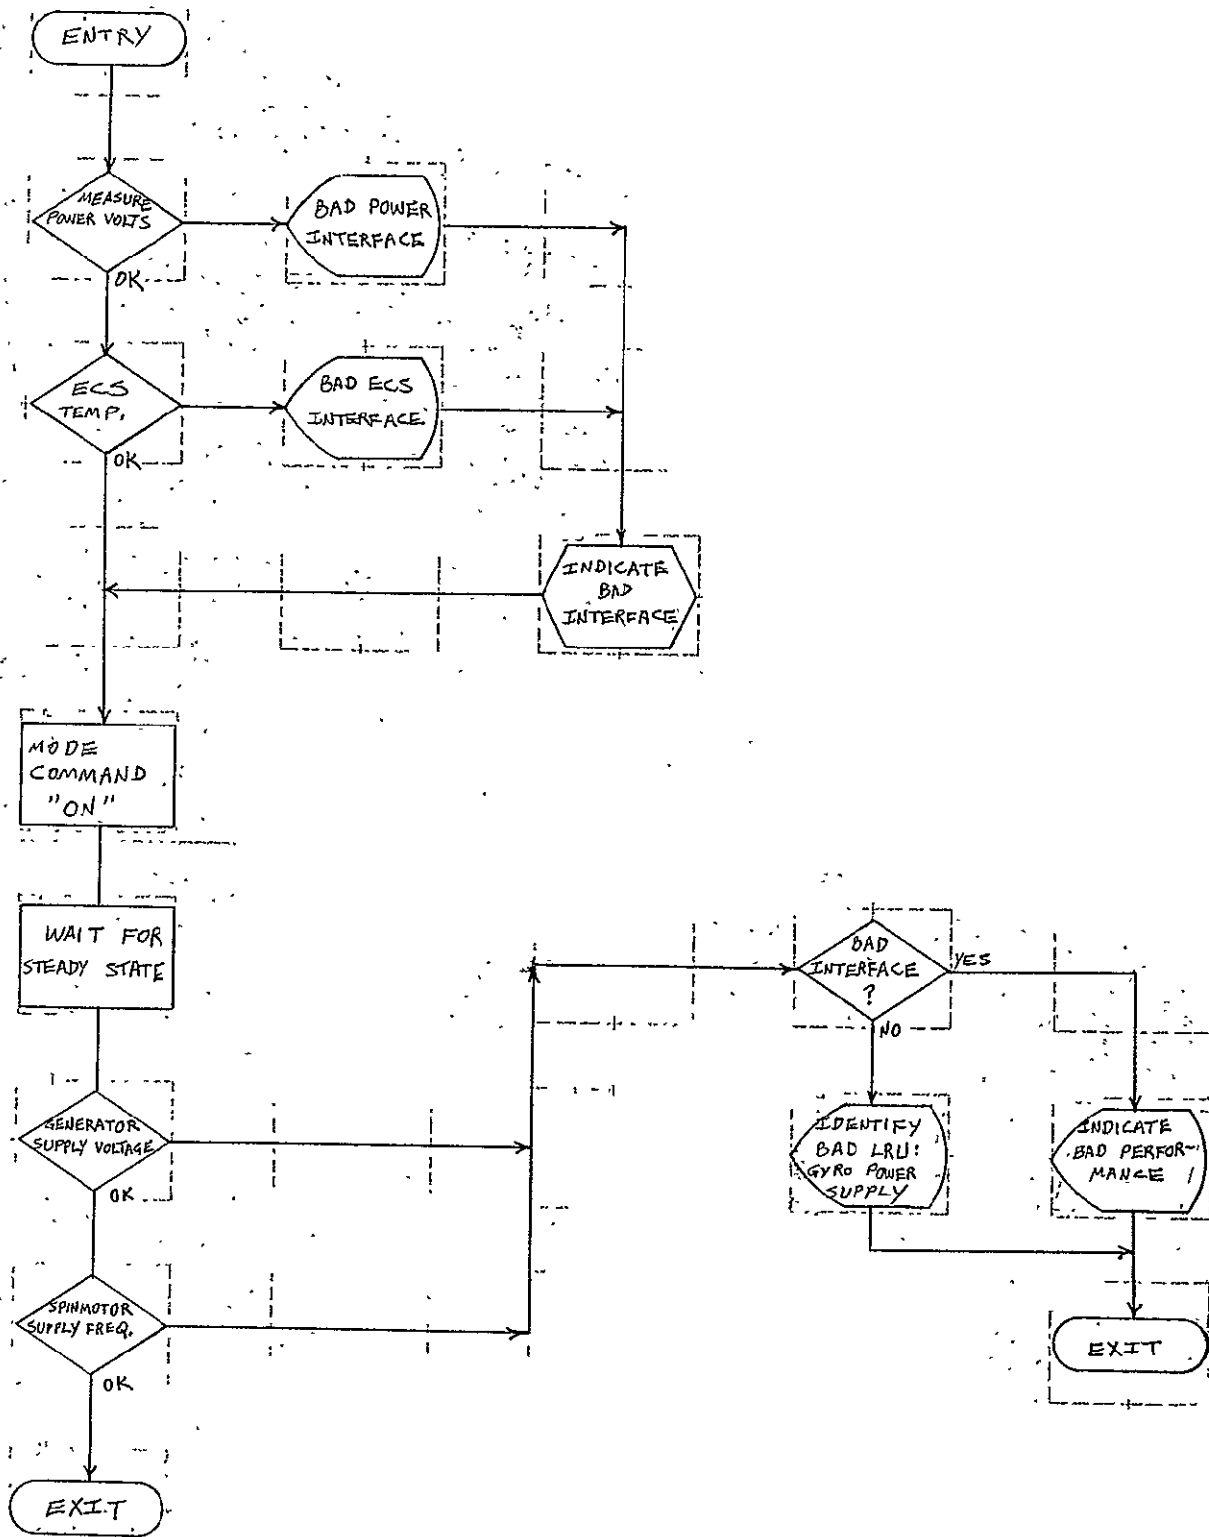 ENTRY
MEASURE
POWER VOLTS
OK
BAD POWER
INTERFACE
ECS
TEMP.
OK
BAD ECS
INTERFACE
INDICATE
BAD
INTERFACE
MODE
COMMAND
"ON"
WAIT FOR
STEADY STATE
GENERATOR
SUPPLY VOLTAGE
OK
SPINMOTOR
SUPPLY FREQ.
OK
EXIT
BAD
INTERFACE
?
YES
NO
IDENTIFY
BAD LRU:
GYRO POWER
SUPPLY
INDICATE
BAD PERFOR-
MANCE
EXIT